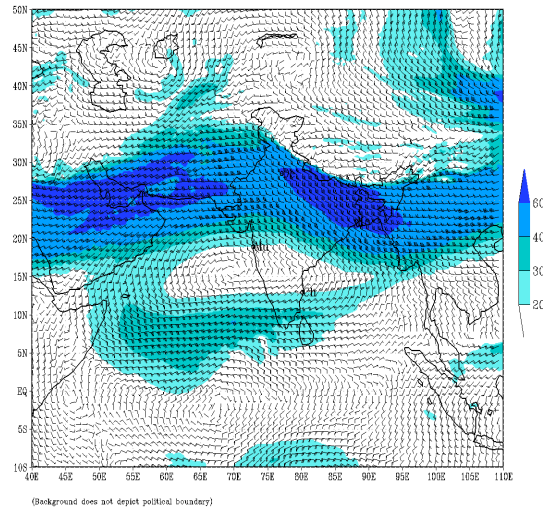 50N
45N
40N
35N
30N
25N
20N
15N
10N
5N
EQ
5S
10S
60
40
30
20
40E 45E 50E 55E 60E 65E 70E 75E 80E 85E 90E 95E 100E 105E 110E
(Background does not depict political boundary)